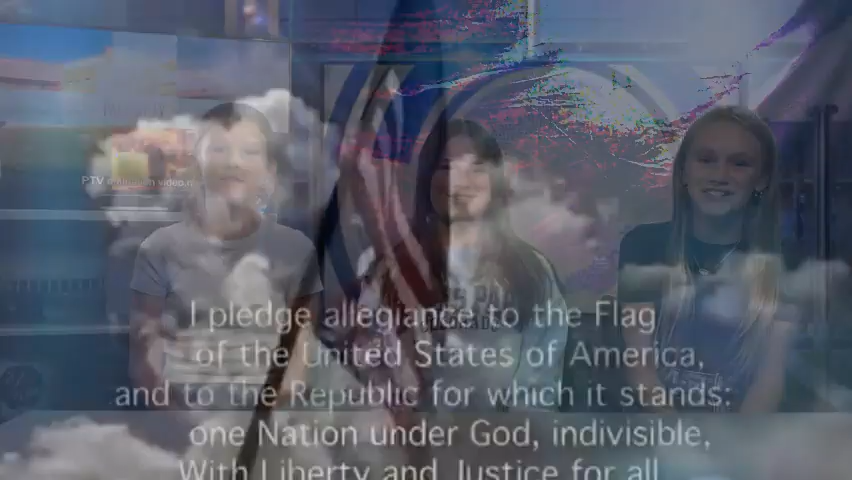 PTV
I pledge allegiance to the Flag
of the United States of America,
and to the Republic for which it stands:
one Nation under God, indivisible,
With Liberty and Justice for all.